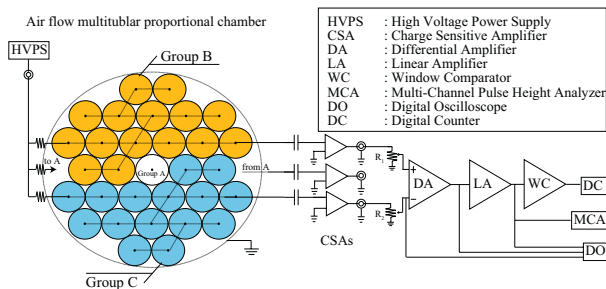 Air flow multitublar proportional chamber
HVPS
Group B
to A
Group A
from A
Group C
CSAs
R1
R2
+
−
DA
LA
WC
DC
MCA
DO
HVPS : High Voltage Power Supply
CSA : Charge Sensitive Amplifier
DA : Differential Amplifier
LA : Linear Amplifier
WC : Window Comparator
MCA : Multi-Channel Pulse Height Analyzer
DO : Digital Oscilloscope
DC : Digital Counter